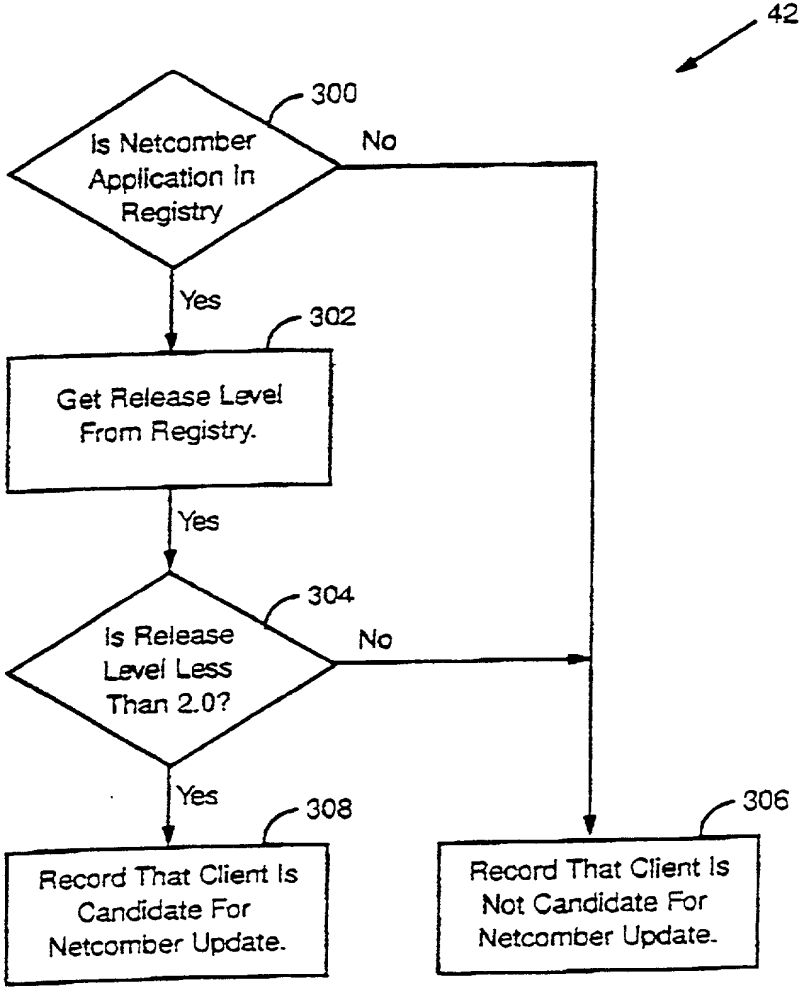 42
300
Is Netcomber
Application In
Registry
No
Yes
302
Get Release Level
From Registry.
Yes
304
Is Release
Level Less
Than 2.0?
No
Yes
308
Record That Client Is
Candidate For
Netcomber Update.
306
Record That Client Is
Not Candidate For
Netcomber Update.